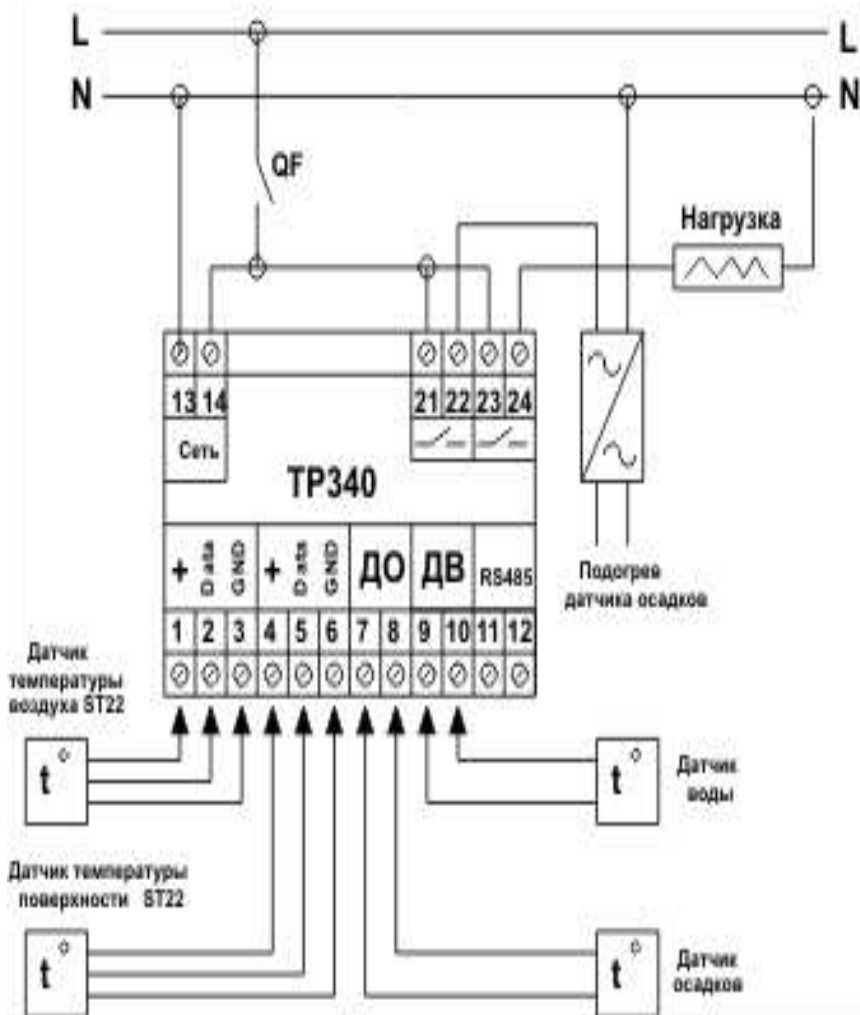 L L
N N
QF
Нагрузка
13 14 21 22 23 24
Сеть
ТР340
+ Data GND + Data GND ДО ДВ RS485
1 2 3 4 5 6 7 8 9 10 11 12
Подогрев
датчика осадков
Датчик
температуры
воздуха ST22
t°
Датчик температуры
поверхности ST22
t°
t°
Датчик
воды
t°
Датчик
осадков